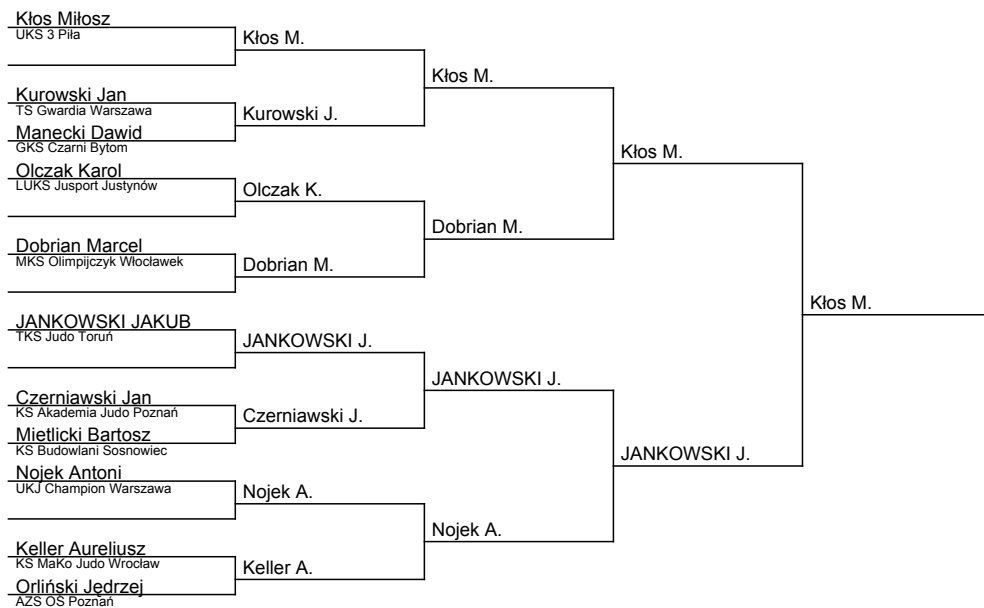 Kłos Miłosz
UKS 3 Piła
Kurowski Jan
TS Gwardia Warszawa
Manecki Dawid
GKS Czarni Bytom
Olczak Karol
LUKS Jusport Justynów
Dobrian Marcel
MKS Olimpijczyk Włocławek
JANKOWSKI JAKUB
TKS Judo Toruń
Czerniawski Jan
KS Akademia Judo Poznań
Mietlicki Bartosz
KS Budowlani Sosnowiec
Nojek Antoni
UKJ Champion Warszawa
Keller Aureliusz
KS MaKo Judo Wrocław
Orliński Jędrzej
AZS OŚ Poznań
Kłos M.
Kurowski J.
Olczak K.
Dobrian M.
JANKOWSKI J.
Czerniawski J.
Nojek A.
Keller A.
Kłos M.
Dobrian M.
JANKOWSKI J.
Nojek A.
Kłos M.
JANKOWSKI J.
Kłos M.